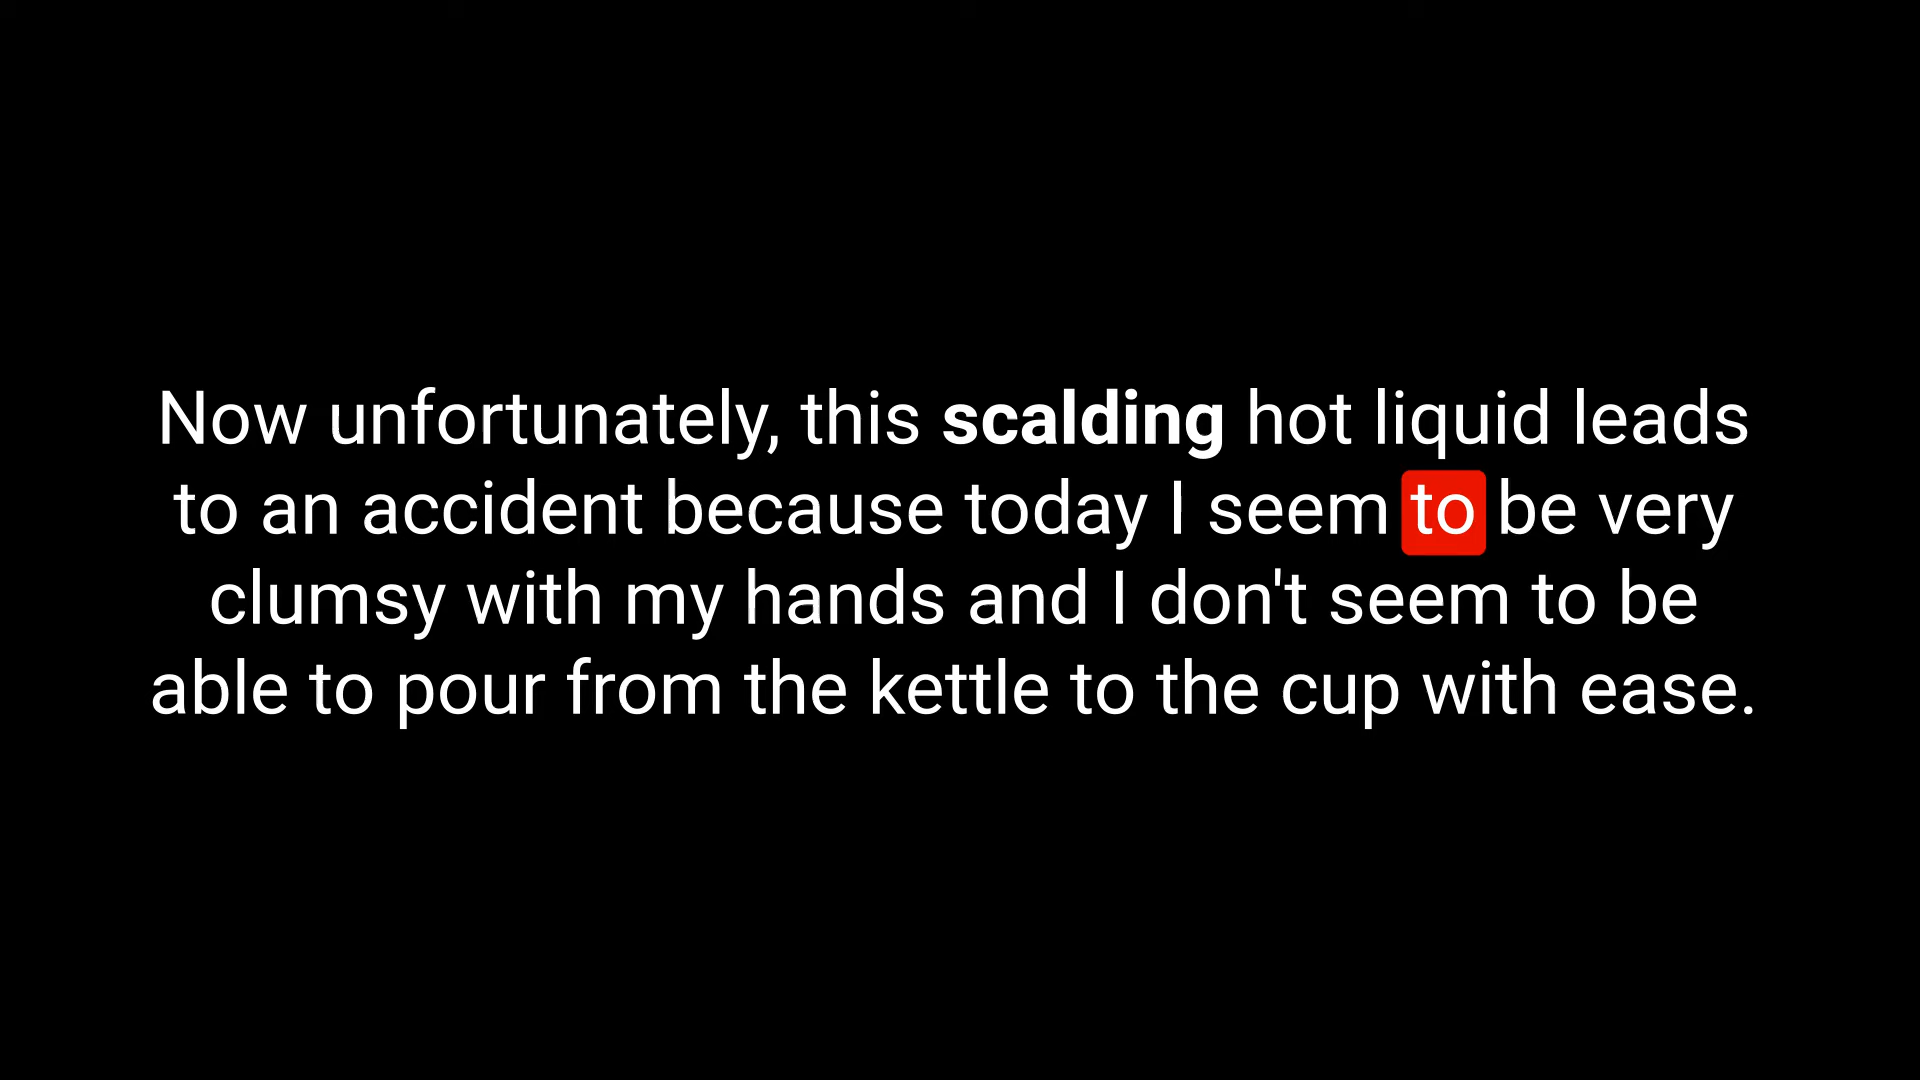 Now unfortunately, this scalding hot liquid leads
to an accident because today I seem to be very
clumsy with my hands and I don't seem to be
able to pour from the kettle to the cup with ease.